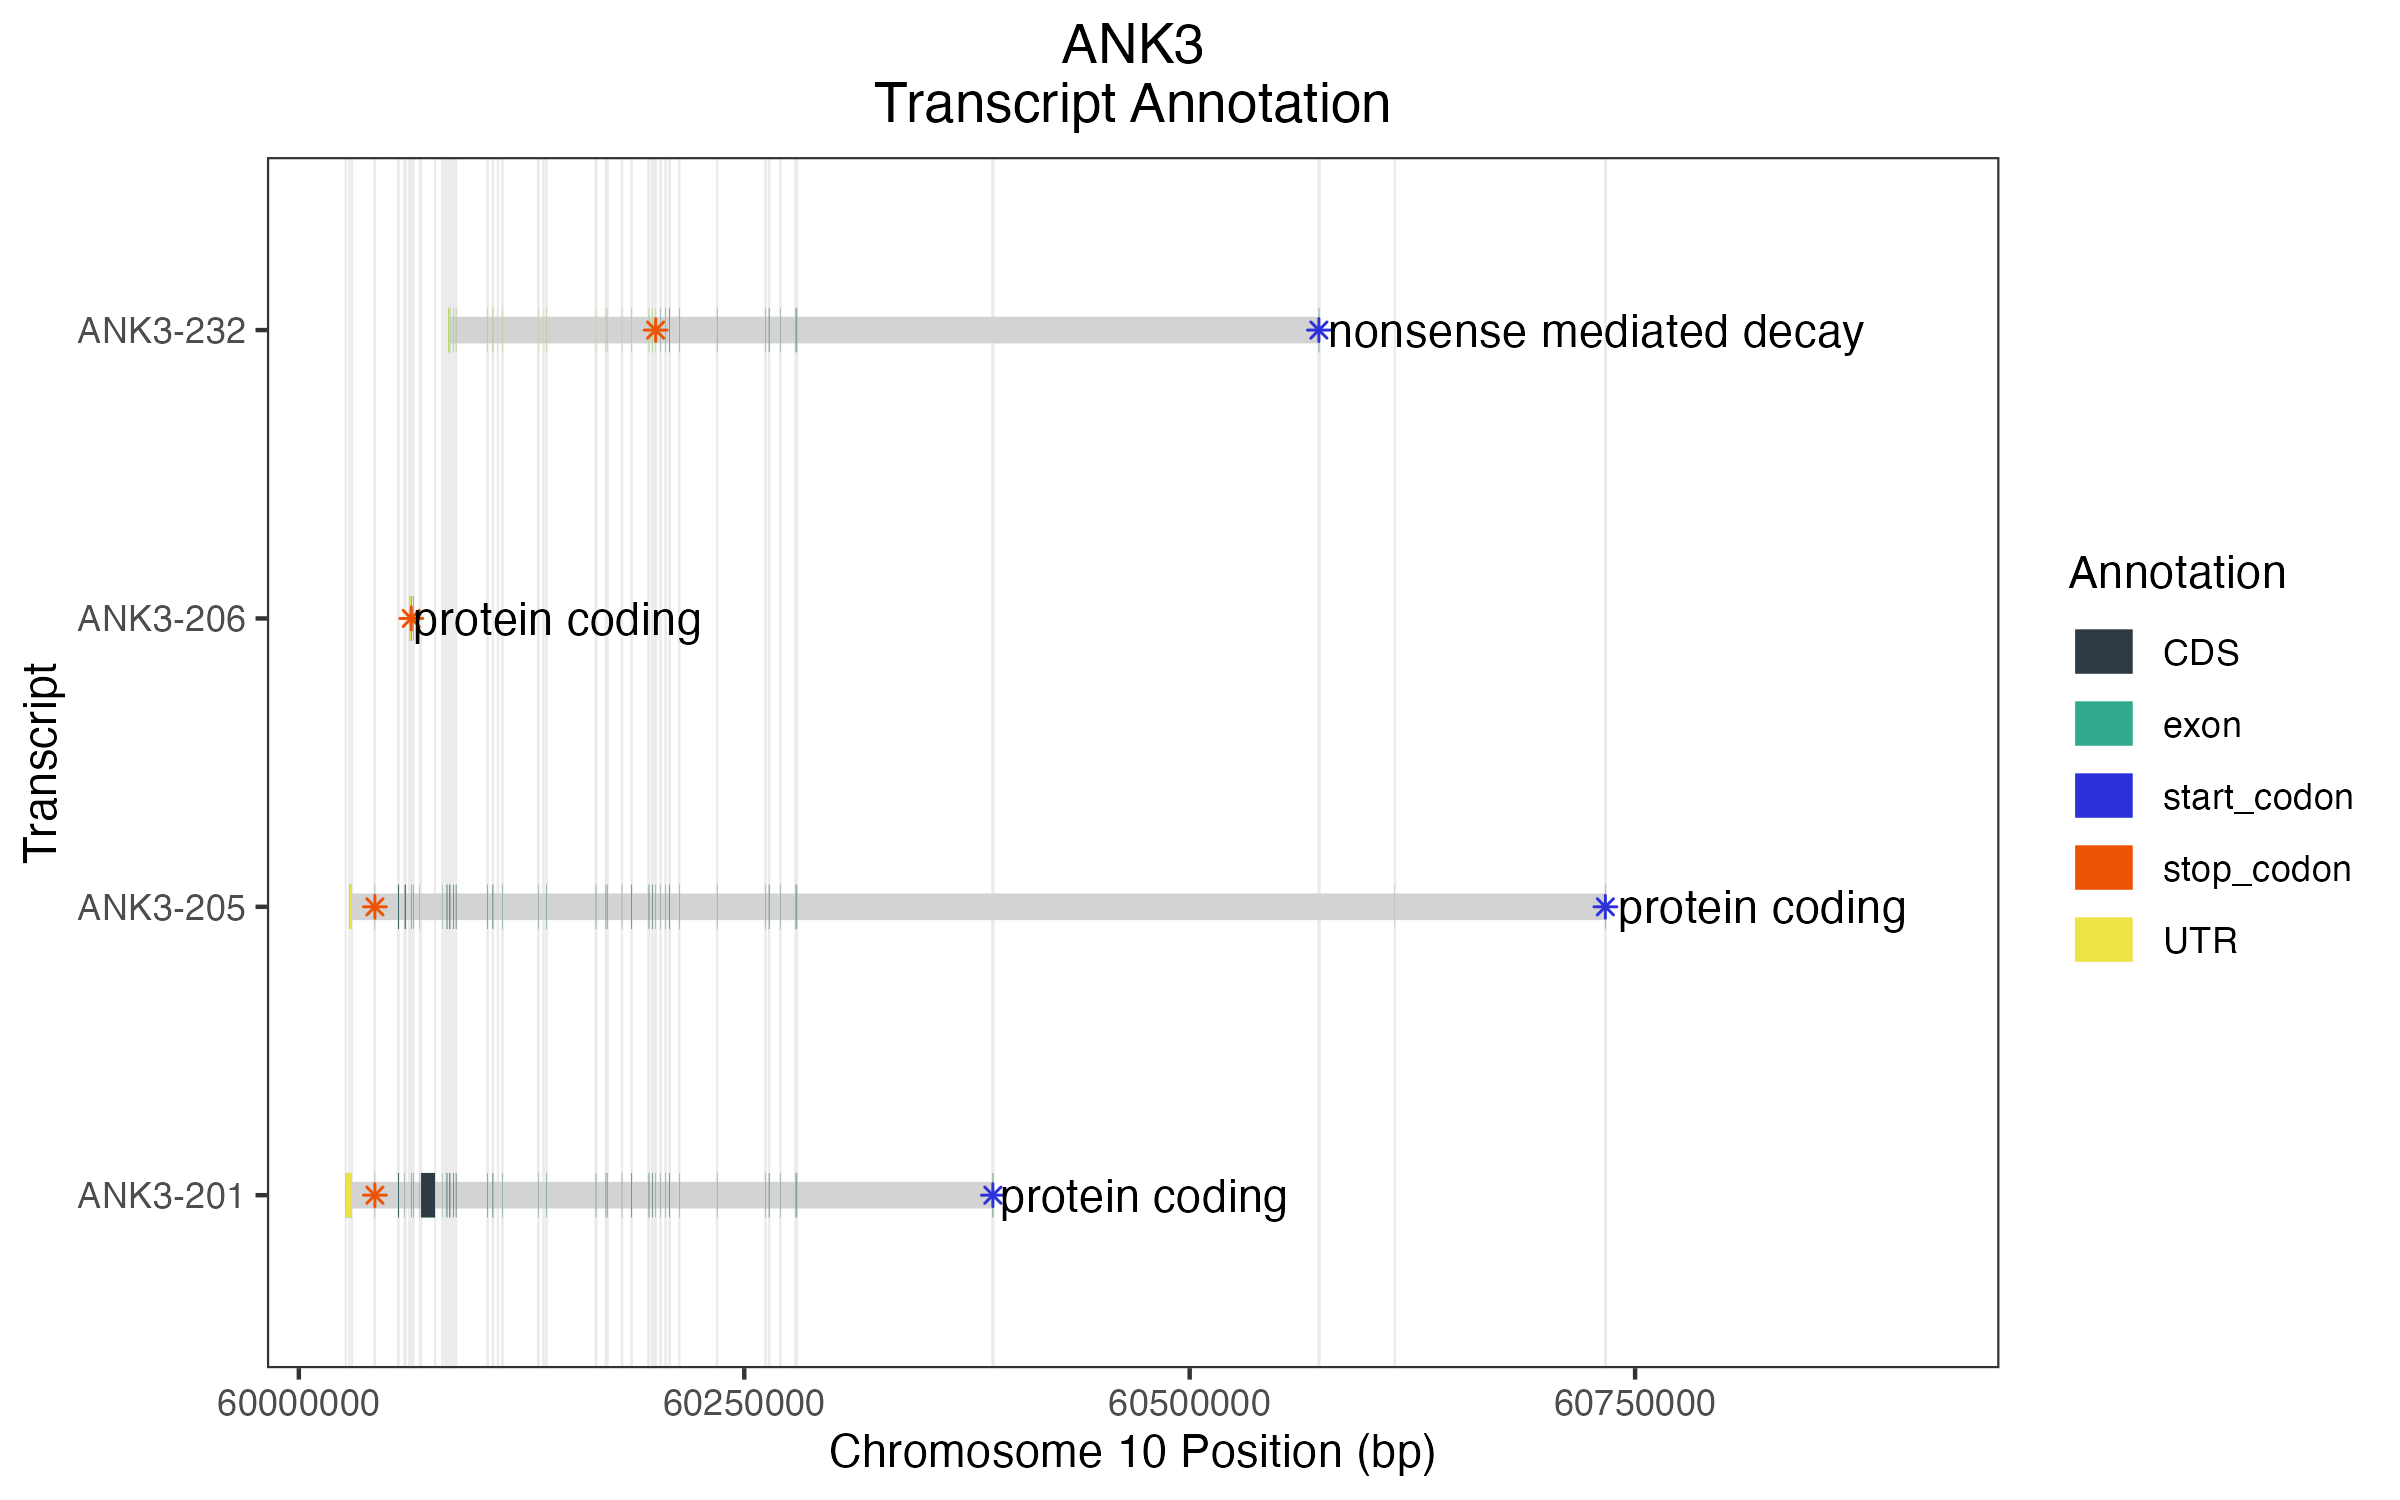 ANK3
Transcript Annotation
Transcript
ANK3-232
nonsense mediated decay
ANK3-206
protein coding
ANK3-205
protein coding
ANK3-201
protein coding
60000000
60250000
60500000
60750000
Chromosome 10 Position (bp)
Annotation
CDS
exon
start_codon
stop_codon
UTR